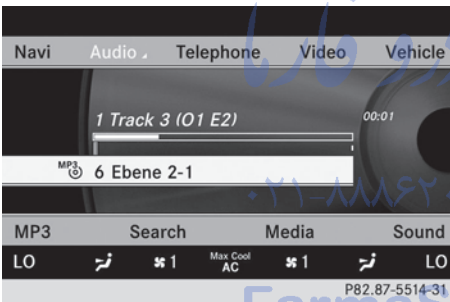 Navi Audio Telephone Video Vehicle
1 Track 3 (O1 E2) 00:01
MP3 6 Ebene 2-1
MP3 Search Media Sound
LO 1 Max Cool AC 1 LO
P82.87-5514-31